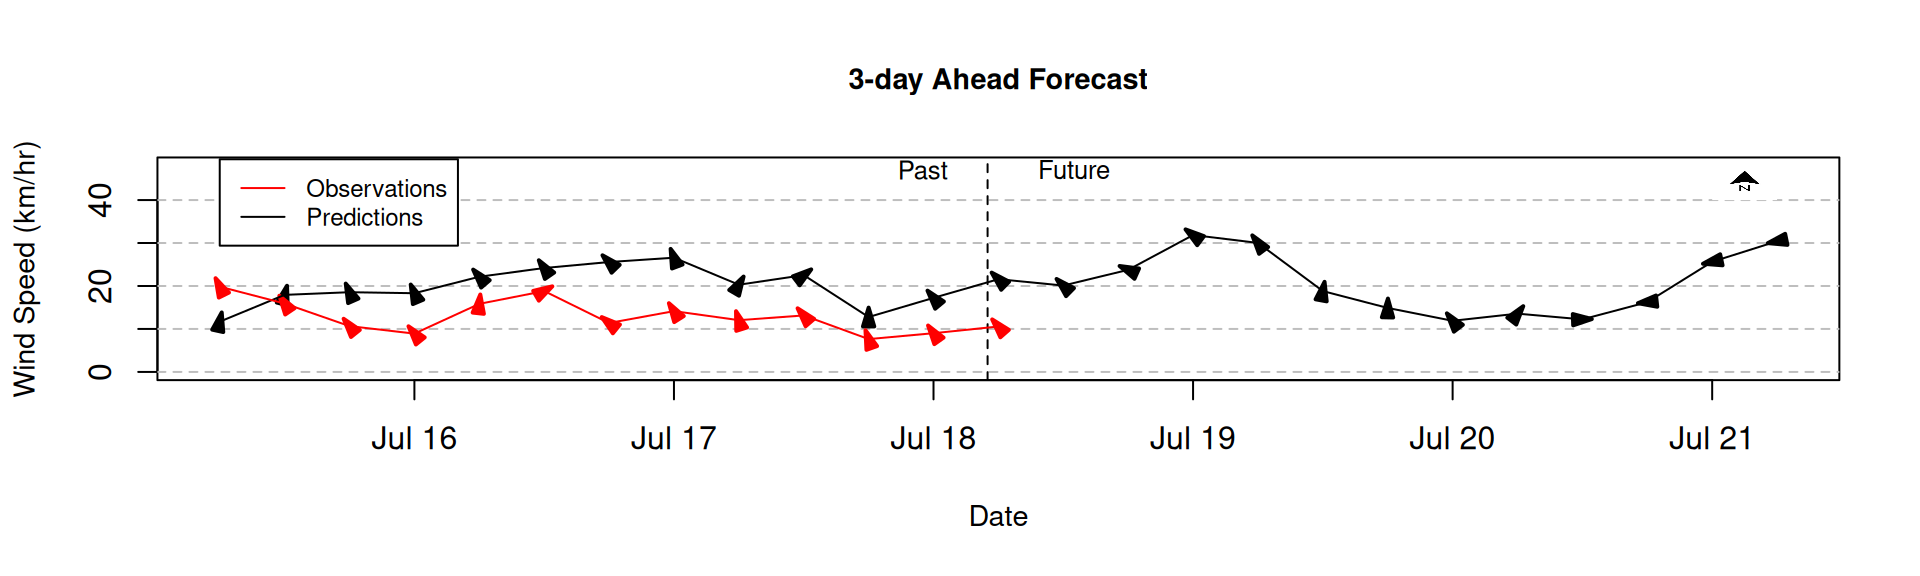 3-day Ahead Forecast
Wind Speed (km/hr)
40
20
0
Observations
Predictions
Past
Future
N
Jul 16
Jul 17
Jul 18
Jul 19
Jul 20
Jul 21
Date